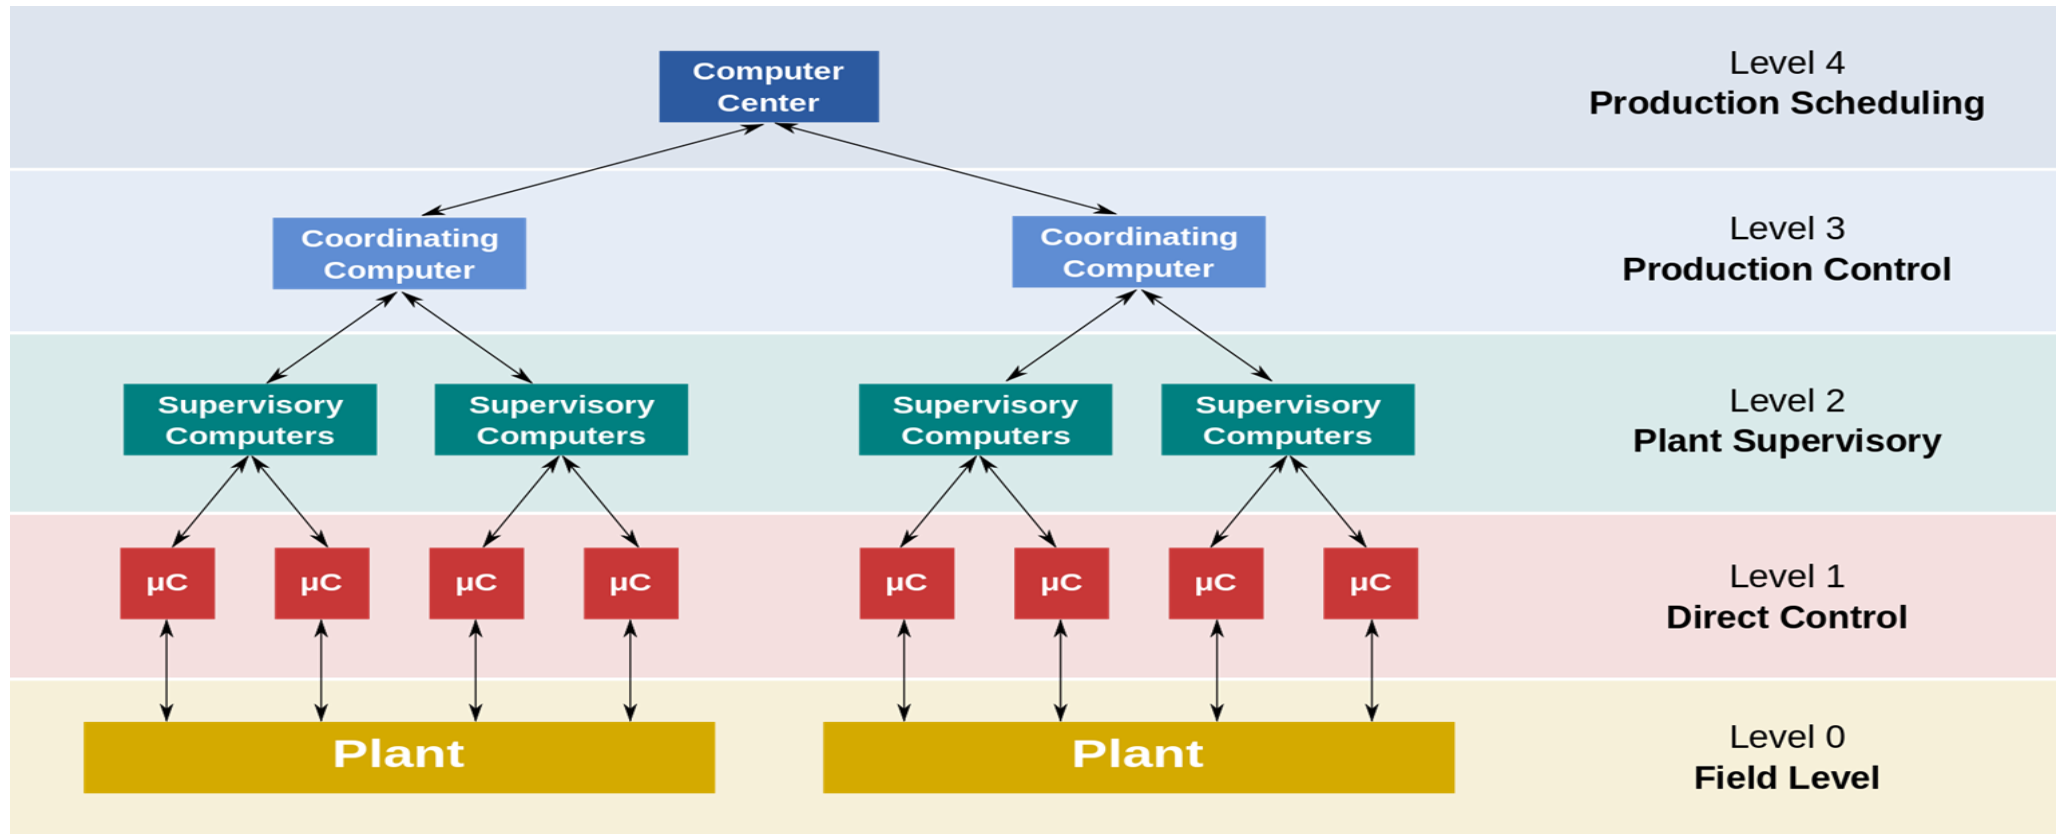 Computer
Center
Level 4
Production Scheduling
Coordinating
Computer
Coordinating
Computer
Level 3
Production Control
Supervisory
Computers
Supervisory
Computers
Supervisory
Computers
Supervisory
Computers
Level 2
Plant Supervisory
µC
µC
µC
µC
µC
µC
µC
µC
Level 1
Direct Control
Plant
Plant
Level 0
Field Level